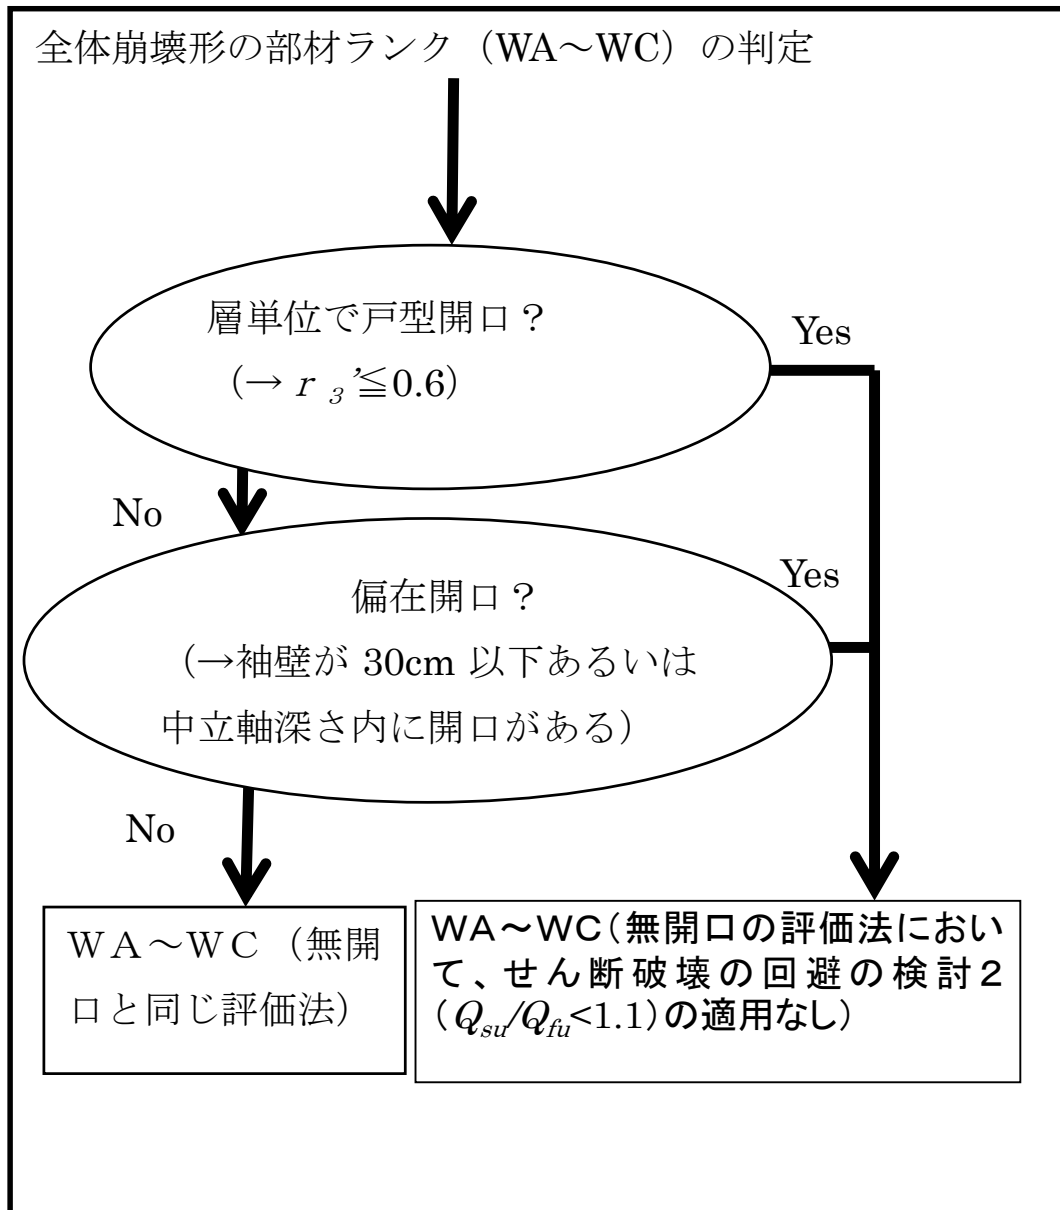 全体崩壊形の部材ランク（WA～WC）の判定
層単位で戸型開口？
Yes
（→ｒ₃’≦0.6）
No
偏在開口？
Yes
（→袖壁が 30cm 以下あるいは
中立軸深さ内に開口がある）
No
ＷＡ～ＷＣ（無開
口と同じ評価法）
WA～WC（無開口の評価法におい
て、せん断破壊の回避の検討２
（Qsu/Qfu<1.1）の適用なし）